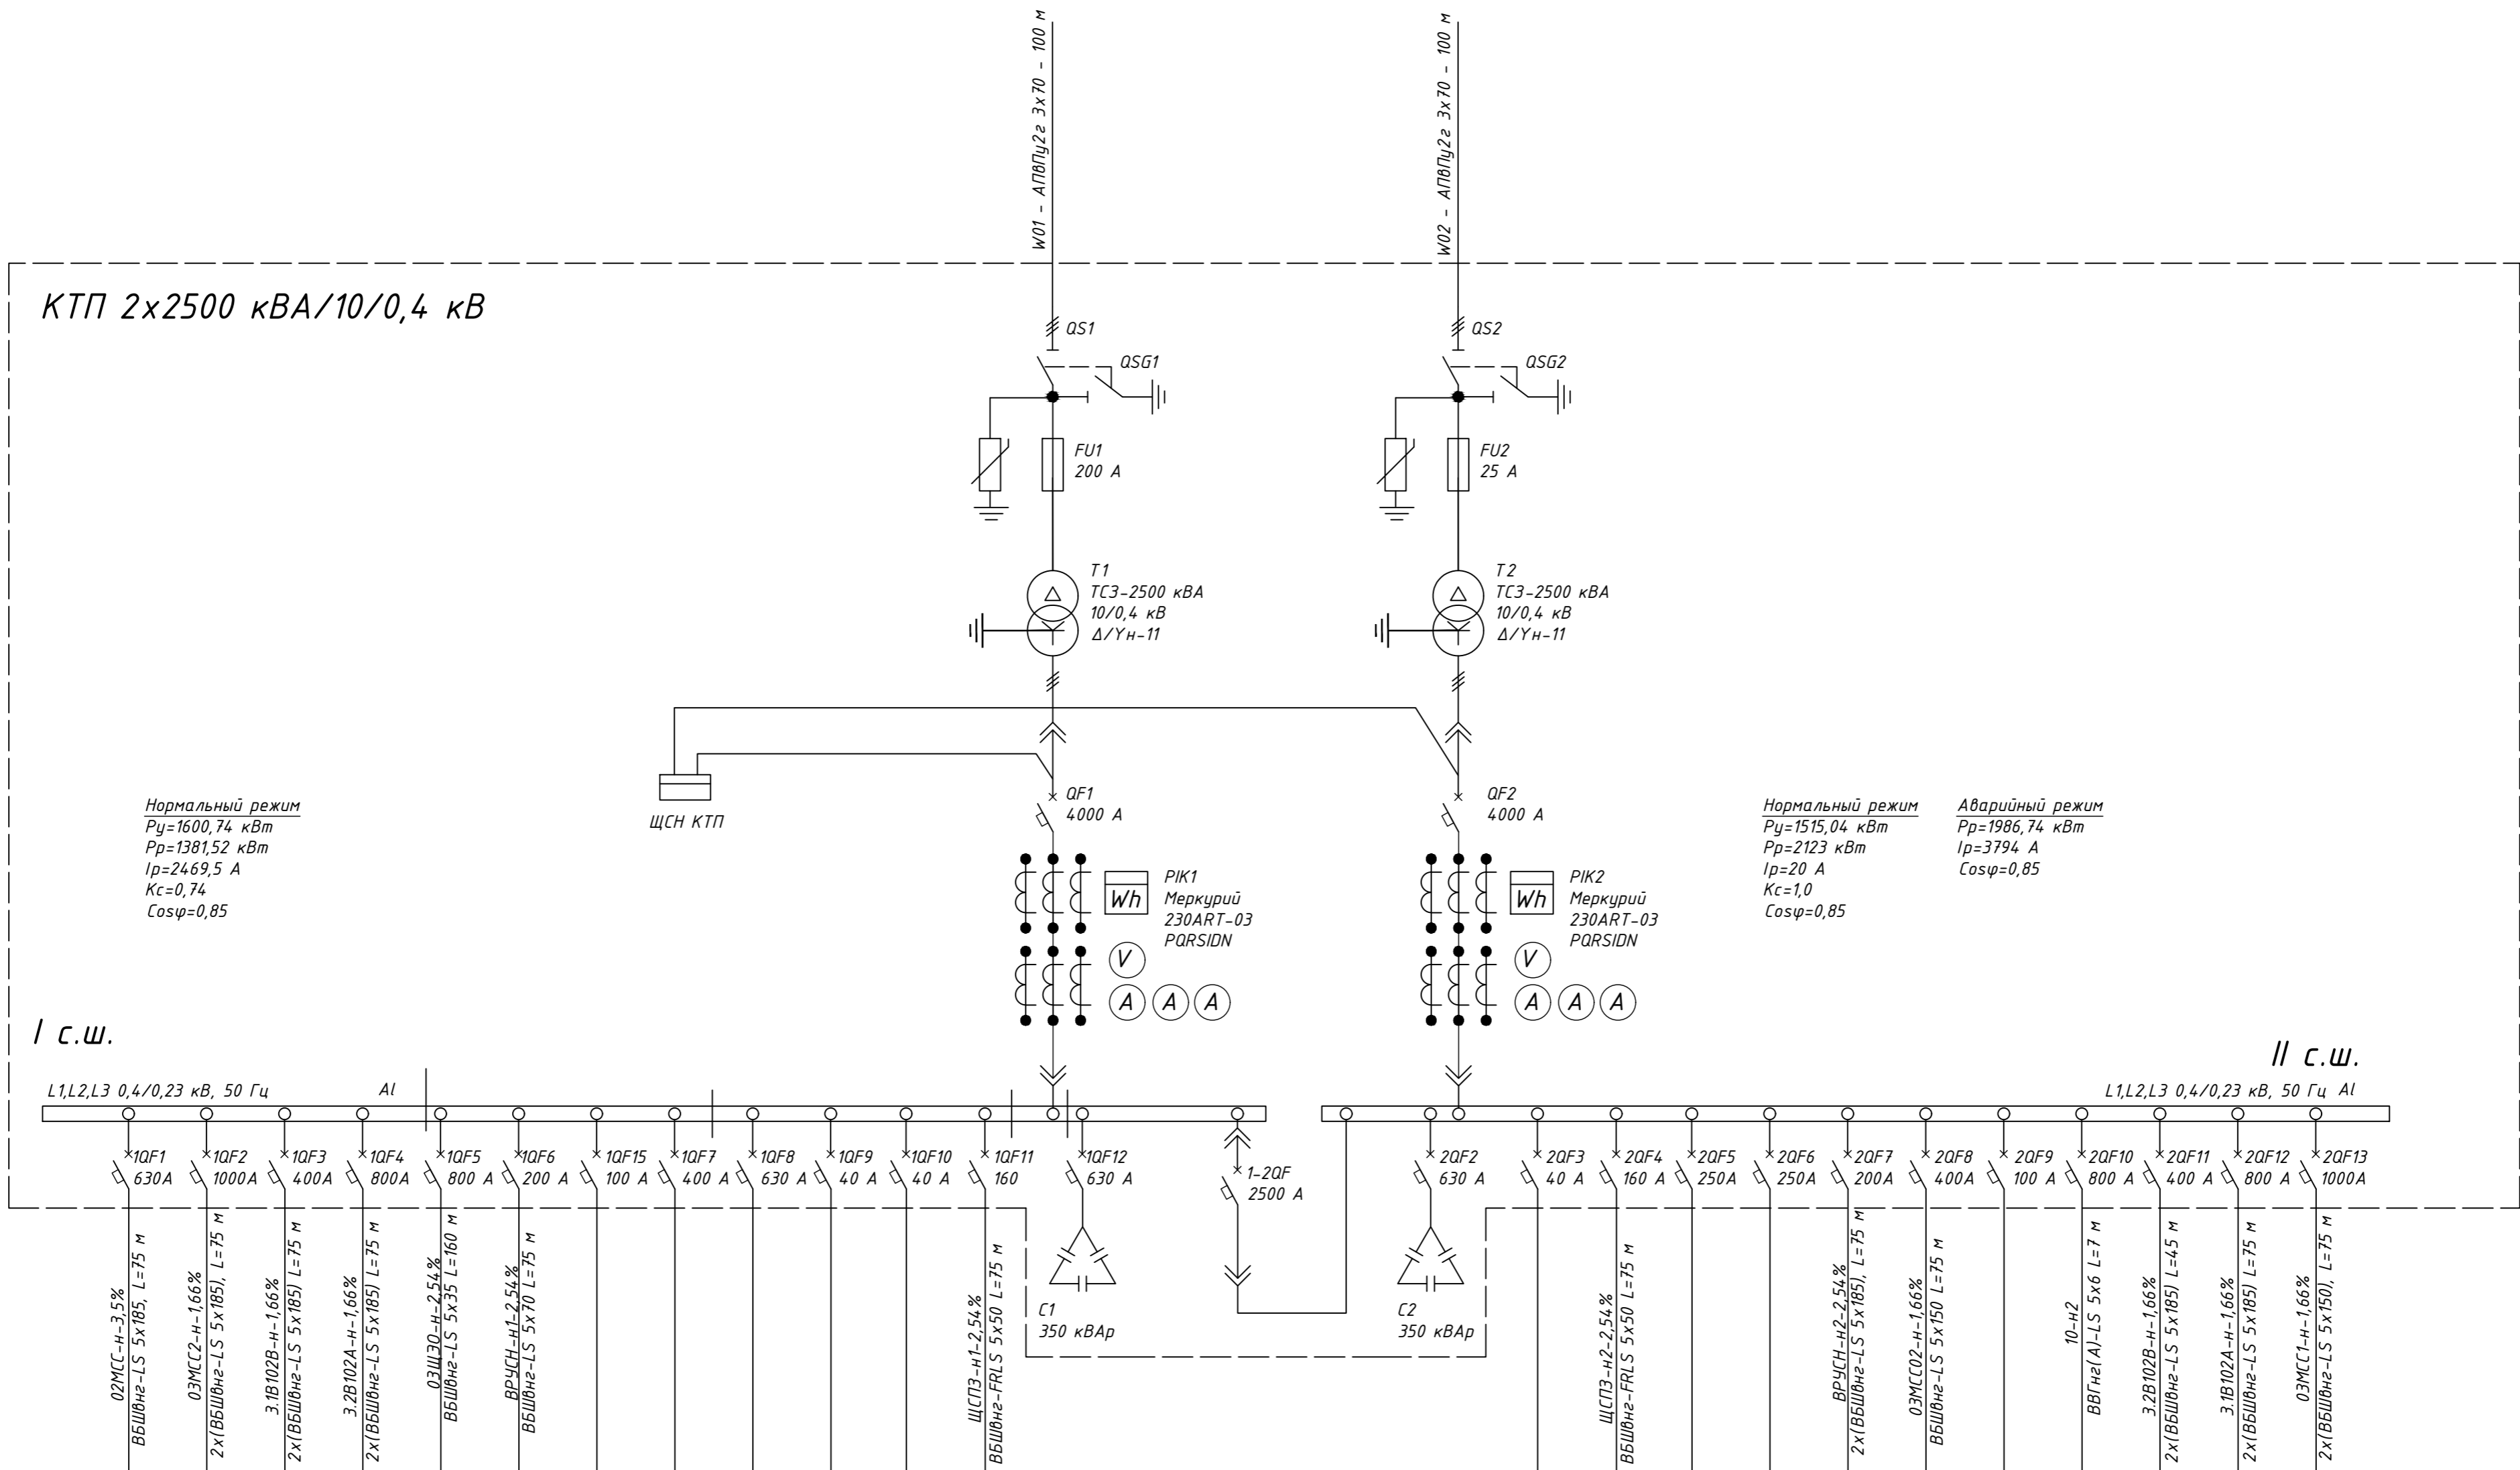 W01 - АПвПу2г 3х70 - 100 м
W02 - АПвПу2г 3х70 - 100 м
КТП 2х2500 кВА/10/0,4 кВ
QS1
QSG1
FU1
200 А
T1
ТСЗ-2500 кВА
10/0,4 кВ
Δ/Yн-11
QS2
QSG2
FU2
25 А
T2
ТСЗ-2500 кВА
10/0,4 кВ
Δ/Yн-11
Нормальный режим
Ру=1600,74 кВт
Рр=1381,52 кВт
Iр=2469,5 А
Кс=0,74
Cosφ=0,85
ЩСН КТП
QF1
4000 А
PIK1
Wh
Меркурий
230ART-03
PQRSIDN
V
A A A
QF2
4000 А
PIK2
Wh
Меркурий
230ART-03
PQRSIDN
V
A A A
Нормальный режим
Ру=1515,04 кВт
Рр=2123 кВт
Iр=20 А
Кс=1,0
Cosφ=0,85
Аварийный режим
Рр=1986,74 кВт
Iр=3794 А
Cosφ=0,85
I с.ш.
II с.ш.
L1,L2,L3 0,4/0,23 кВ, 50 Гц
Al
L1,L2,L3 0,4/0,23 кВ, 50 Гц Al
1QF1
630А
1QF2
1000А
1QF3
400А
1QF4
800А
1QF5
800 А
1QF6
200 А
1QF15
100 А
1QF7
400 А
1QF8
630 А
1QF9
40 А
1QF10
40 А
1QF11
160
1QF12
630 А
1-2QF
2500 А
2QF2
630 А
2QF3
40 А
2QF4
160 А
2QF5
250А
2QF6
250А
2QF7
200А
2QF8
400А
2QF9
100 А
2QF10
800 А
2QF11
400 А
2QF12
800 А
2QF13
1000А
02МСС-н-3,5%
ВБШвнг-LS 5х185, L=75 м
03МСС2-н-1,66%
2х(ВБШвнг-LS 5х185), L=75 м
3.1В102В-н-1,66%
2х(ВБШвнг-LS 5х185) L=75 м
3.2В102А-н-1,66%
2х(ВБШвнг-LS 5х185) L=75 м
03ЩЭО-н-2,54%
ВБШвнг-LS 5х35 L=160 м
ВРУСН-н1-2,54%
ВБШвнг-LS 5х70 L=75 м
ЩСПЗ-н1-2,54%
ВБШвнг-FRLS 5х50 L=75 м
C1
350 кВАр
C2
350 кВАр
ЩСПЗ-н2-2,54%
ВБШвнг-FRLS 5х50 L=75 м
ВРУСН-н2-2,54%
2х(ВБШвнг-LS 5х185), L=75 м
03МСС02-н-1,66%
ВБШвнг-LS 5х150 L=75 м
10-н2
ВВГнг(А)-LS 5х6 L=7 м
3.2В102В-н-1,66%
2х(ВБШвнг-LS 5х185) L=45 м
3.1В102А-н-1,66%
2х(ВБШвнг-LS 5х185) L=75 м
03МСС1-н-1,66%
2х(ВБШвнг-LS 5х150), L=75 м